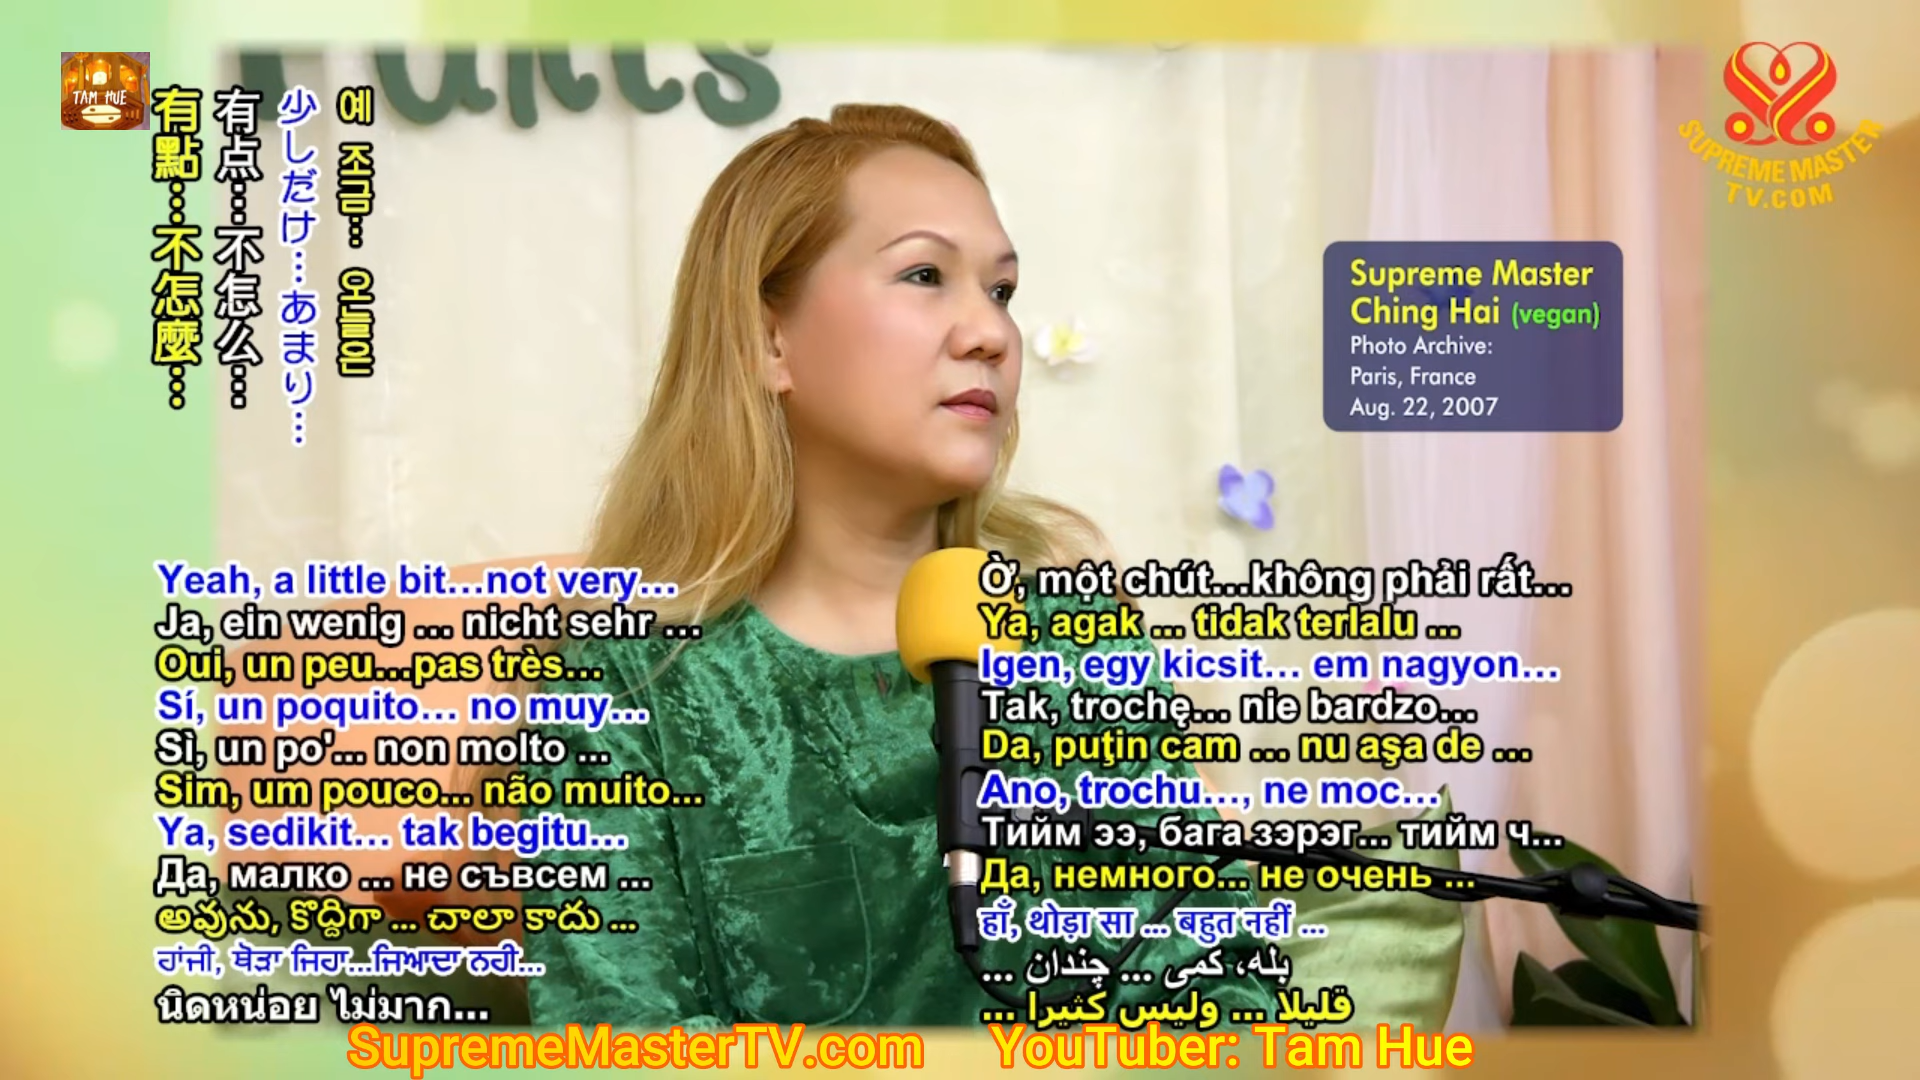 TAM HUE
有點…不怎麼…
有点…不怎么…
少しだけ…あまり…
예 조금… 오늘은
SUPREME MASTER
TV.COM
Supreme Master
Ching Hai (vegan)
Photo Archive:
Paris, France
Aug. 22, 2007
Yeah, a little bit…not very…
Ja, ein wenig ... nicht sehr ...
Oui, un peu...pas très...
Sí, un poquito… no muy...
Sì, un po'... non molto ...
Sim, um pouco... não muito...
Ya, sedikit… tak begitu...
Да, малко ... не съвсем ...
అవును, కొద్దిగా ... చాలా కాదు ...
ਹਾਂਜੀ, ਥੋੜਾ ਜਿਹਾ...ਜਿਆਦਾ ਨਹੀ...
นิดหน่อย ไม่มาก...
Ờ, một chút...không phải rất...
Ya, agak ... tidak terlalu ...
Igen, egy kicsit… em nagyon…
Tak, trochę... nie bardzo...
Da, puţin cam ... nu aşa de ...
Ano, trochu…, ne moc…
Тийм ээ, бага зэрэг... тийм ч...
Да, немного... не очень ...
हाँ, थोड़ा सा ... बहुत नहीं ...
بله، کمی ... چندان ...
قليلا ... وليس كثيرا ...
SupremeMasterTV.com YouTuber: Tam Hue